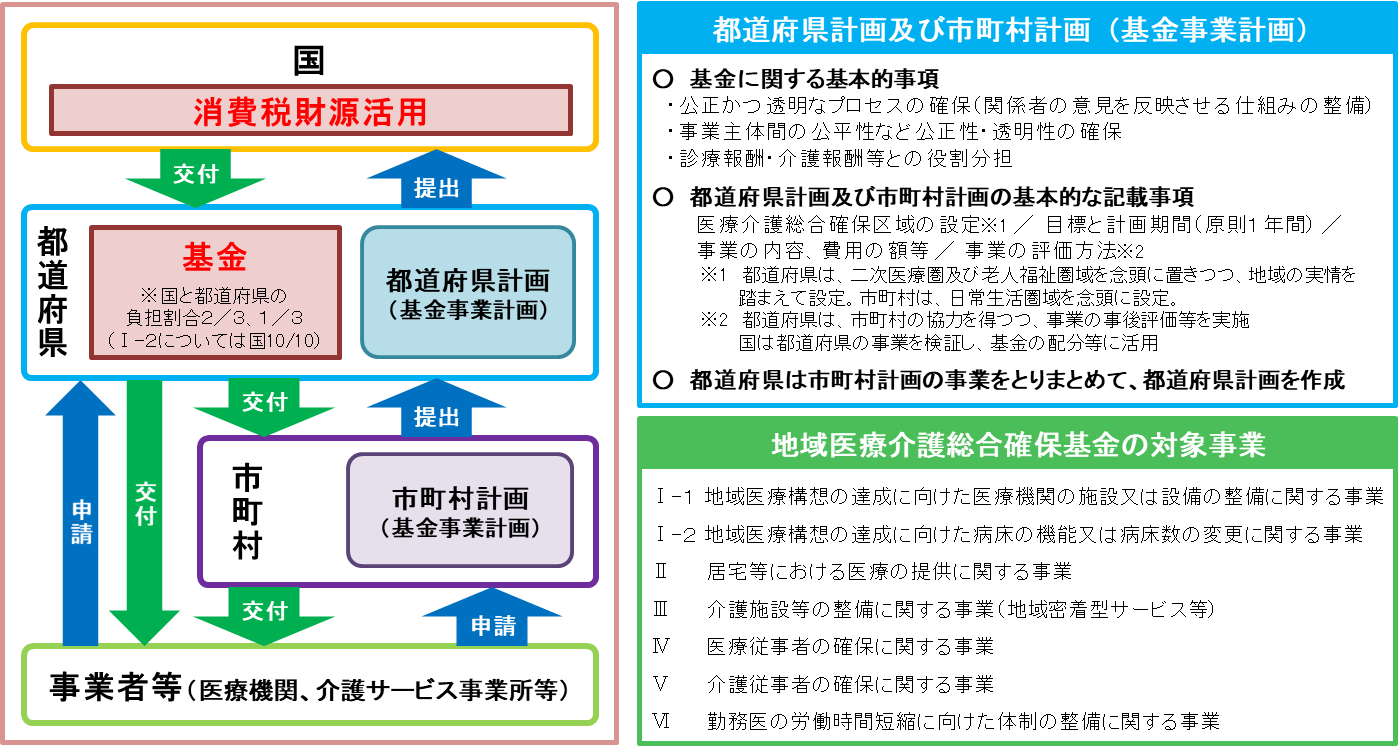 国
消費税財源活用
交付
提出
都道府県
基金
※国と都道府県の
負担割合2／3、1／3
（Ⅰ-2については国10/10）
都道府県計画
（基金事業計画）
申請
交付
交付
提出
市町村
市町村計画
（基金事業計画）
交付
申請
事業者等（医療機関、介護サービス事業所等）
都道府県計画及び市町村計画（基金事業計画）
○ 基金に関する基本的事項
・公正かつ透明なプロセスの確保（関係者の意見を反映させる仕組みの整備）
・事業主体間の公平性など公正性・透明性の確保
・診療報酬・介護報酬等との役割分担
○ 都道府県計画及び市町村計画の基本的な記載事項
医療介護総合確保区域の設定※1 ／ 目標と計画期間（原則1年間） ／
事業の内容、費用の額等 ／ 事業の評価方法※2
※1 都道府県は、二次医療圏及び老人福祉圏域を念頭に置きつつ、地域の実情を
踏まえて設定。市町村は、日常生活圏域を念頭に設定。
※2 都道府県は、市町村の協力を得つつ、事業の事後評価等を実施
国は都道府県の事業を検証し、基金の配分等に活用
○ 都道府県は市町村計画の事業をとりまとめて、都道府県計画を作成
地域医療介護総合確保基金の対象事業
Ⅰ-1 地域医療構想の達成に向けた医療機関の施設又は設備の整備に関する事業
Ⅰ-2 地域医療構想の達成に向けた病床の機能又は病床数の変更に関する事業
Ⅱ 居宅等における医療の提供に関する事業
Ⅲ 介護施設等の整備に関する事業（地域密着型サービス等）
Ⅳ 医療従事者の確保に関する事業
Ⅴ 介護従事者の確保に関する事業
Ⅵ 勤務医の労働時間短縮に向けた体制の整備に関する事業